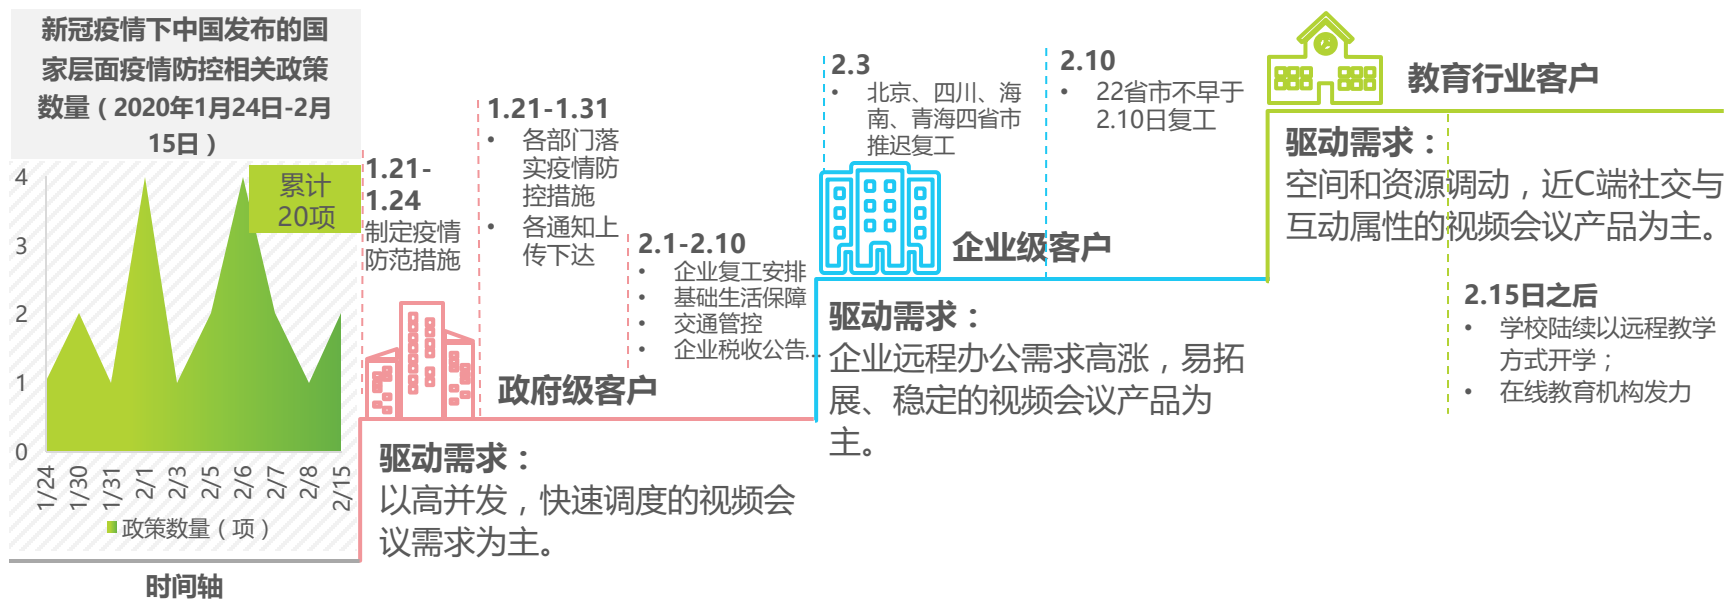 新冠疫情下中国发布的国
家层面疫情防控相关政策
数量（2020年1月24日-2月
15日）
4
3
2
1
0
累计
20项
1/24
1/30
1/31
2/1
2/3
2/5
2/6
2/7
2/8
2/15
政策数量（项）
时间轴
1.21-
1.24
制定疫情
防范措施
1.21-1.31
• 各部门落
实疫情防
控措施
• 各通知上
传下达
2.1-2.10
• 企业复工安排
• 基础生活保障
• 交通管控
• 企业税收公告...
政府级客户
驱动需求：
以高并发，快速调度的视频会
议需求为主。
2.3
• 北京、四川、海
南、青海四省市
推迟复工
2.10
• 22省市不早于
2.10日复工
企业级客户
驱动需求：
企业远程办公需求高涨，易拓
展、稳定的视频会议产品为
主。
教育行业客户
驱动需求：
空间和资源调动，近C端社交与
互动属性的视频会议产品为主。
2.15日之后
• 学校陆续以远程教学
方式开学；
• 在线教育机构发力